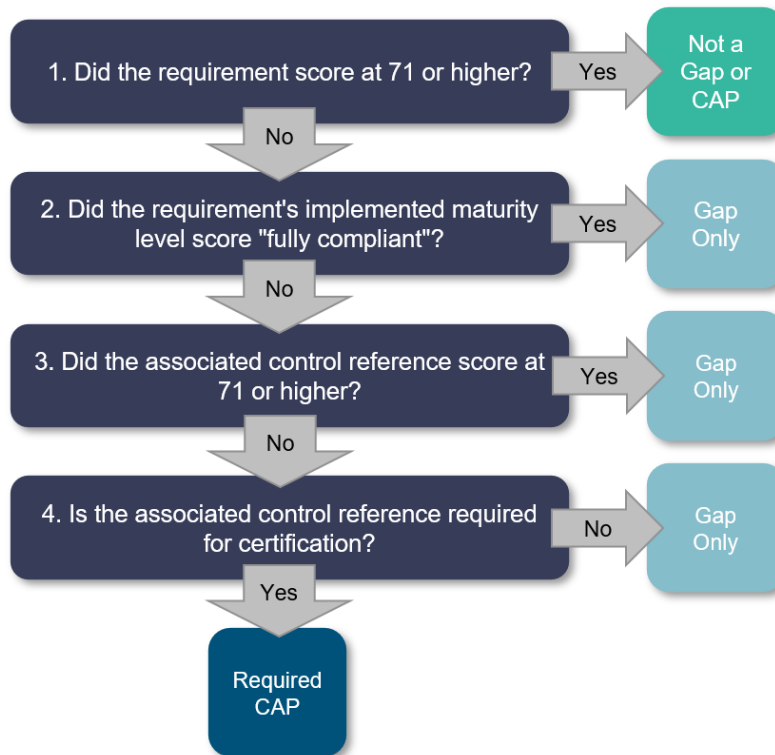 1. Did the requirement score at 71 or higher?
Yes
Not a
Gap or
CAP
No
2. Did the requirement's implemented maturity
level score "fully compliant"?
Yes
Gap
Only
No
3. Did the associated control reference score at
71 or higher?
Yes
Gap
Only
No
4. Is the associated control reference required
for certification?
No
Gap
Only
Yes
Required
CAP